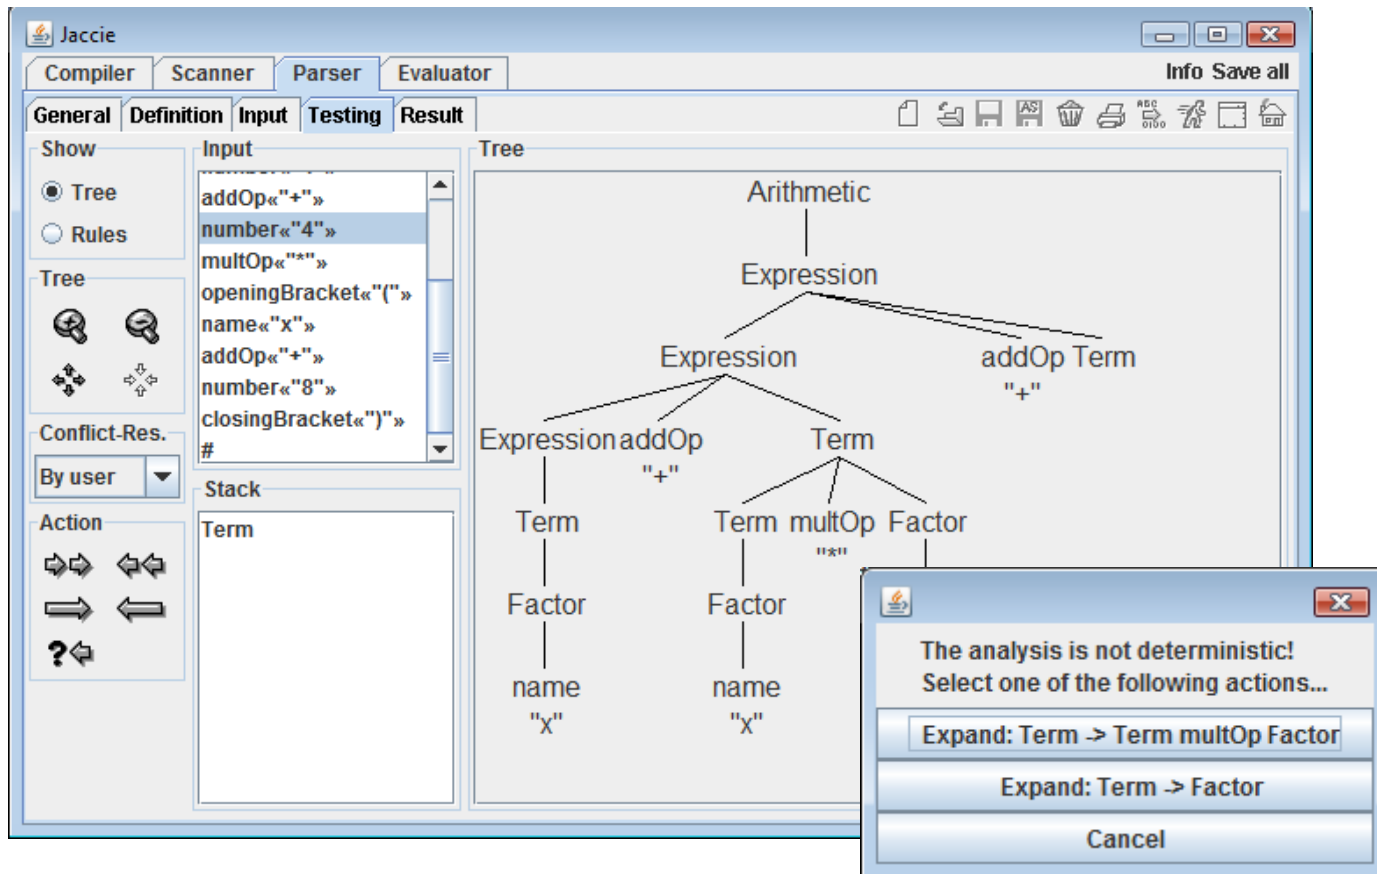 Jaccie
Compiler Scanner Parser Evaluator Info Save all
General Definition Input Testing Result
Show
Tree
Rules
Tree
Conflict-Res.
By user
Action
Input
addOp«"+"»
number«"4"»
multOp«"*"»
openingBracket«"("»
name«"x"»
addOp«"+"»
number«"8"»
closingBracket«")"»
#
Stack
Term
Tree
Arithmetic
Expression
Expression addOp Term
"+"
Expression addOp Term
"+"
Term Term multOp Factor
"*"
Factor Factor
name name
"x" "x"
The analysis is not deterministic!
Select one of the following actions...
Expand: Term -> Term multOp Factor
Expand: Term -> Factor
Cancel